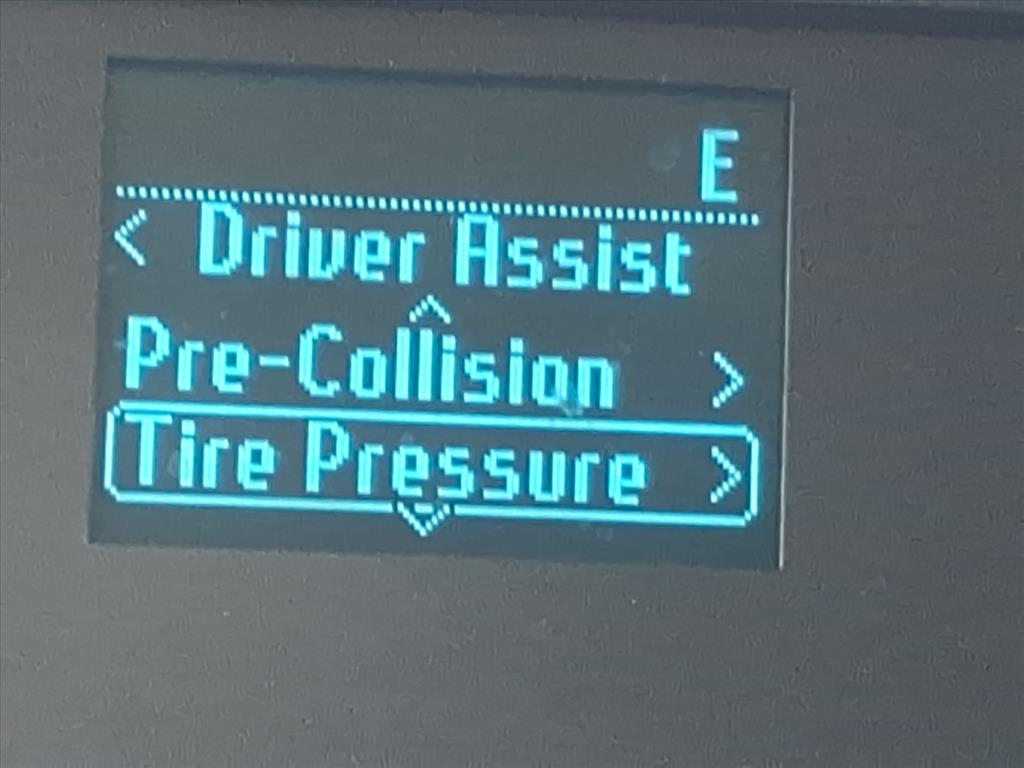 E
< Driver Assist
Pre-Collision >
Tire Pressure >